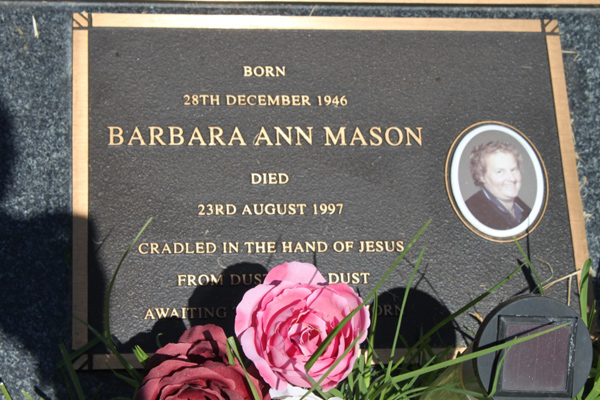 BORN
28TH DECEMBER 1946
BARBARA ANN MASON
DIED
23RD AUGUST 1997
CRADLED IN THE HAND OF JESUS
FROM DUST DUST
AWAITING